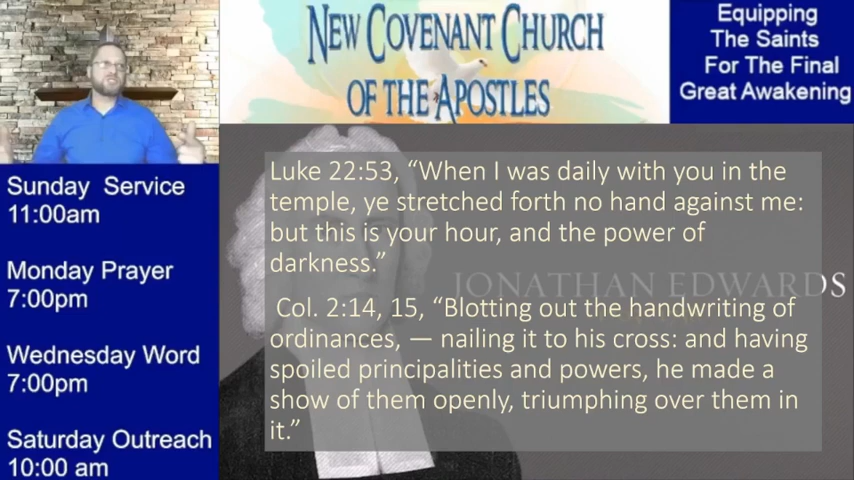 NEW COVENANT CHURCH
OF THE APOSTLES
Equipping
The Saints
For The Final
Great Awakening
Sunday Service
11:00am
Monday Prayer
7:00pm
Wednesday Word
7:00pm
Saturday Outreach
10:00 am
Luke 22:53, “When I was daily with you in the
temple, ye stretched forth no hand against me:
but this is your hour, and the power of
darkness.”
Col. 2:14, 15, “Blotting out the handwriting of
ordinances, — nailing it to his cross: and having
spoiled principalities and powers, he made a
show of them openly, triumphing over them in
it.”
JONATHAN EDWARDS